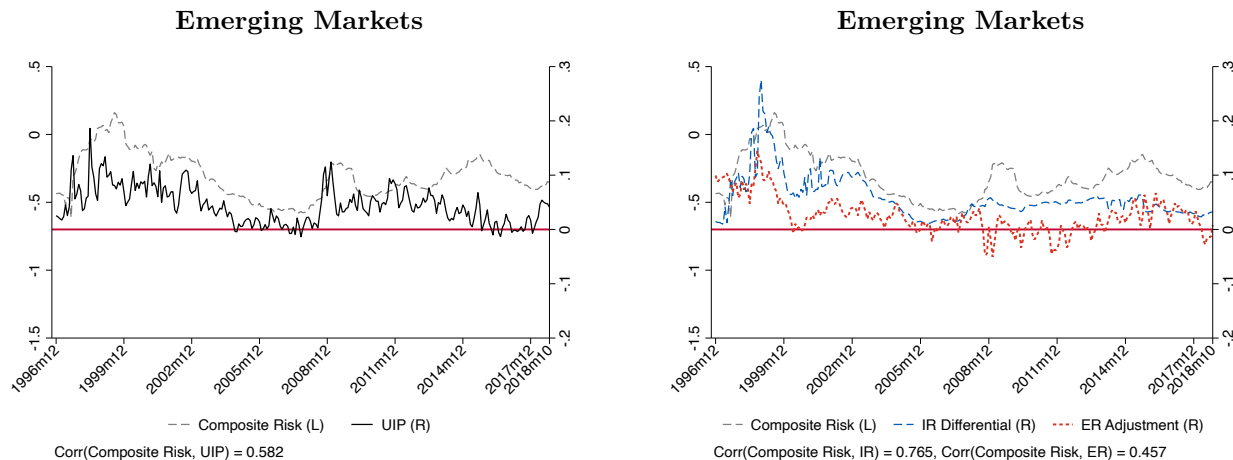 Emerging Markets
.5
0
-.5
-1
-1.5
.3
.2
.1
0
-.1
-.2
1996m12
1999m12
2002m12
2005m12
2008m12
2011m12
2014m12
2017m12
2018m10
Composite Risk (L) UIP (R)
Corr(Composite Risk, UIP) = 0.582
Emerging Markets
.5
0
-.5
-1
-1.5
.3
.2
.1
0
-.1
-.2
1996m12
1999m12
2002m12
2005m12
2008m12
2011m12
2014m12
2017m12
2018m10
Composite Risk (L) IR Differential (R) ER Adjustment (R)
Corr(Composite Risk, IR) = 0.765, Corr(Composite Risk, ER) = 0.457